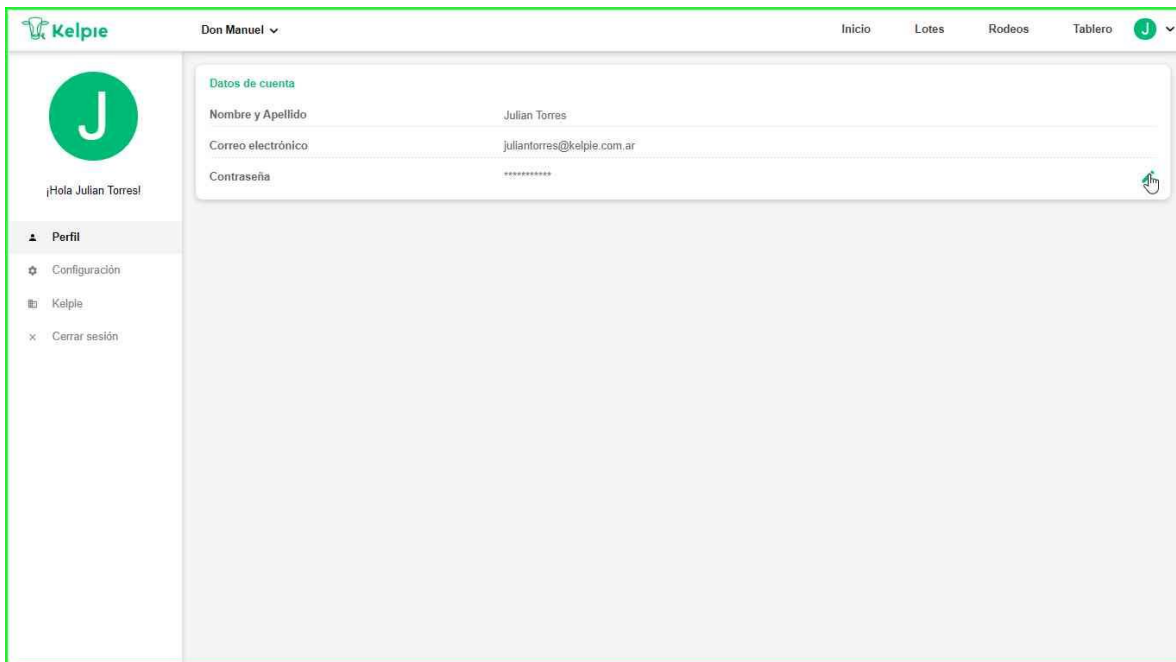 Kelpie
Don Manuel
Inicio Lotes Rodeos Tablero J
J
¡Hola Julian Torres!
Perfil
Configuración
Kelpie
Cerrar sesión
Datos de cuenta
Nombre y Apellido Julian Torres
Correo electrónico juliantorres@kelpie.com.ar
Contraseña ***********